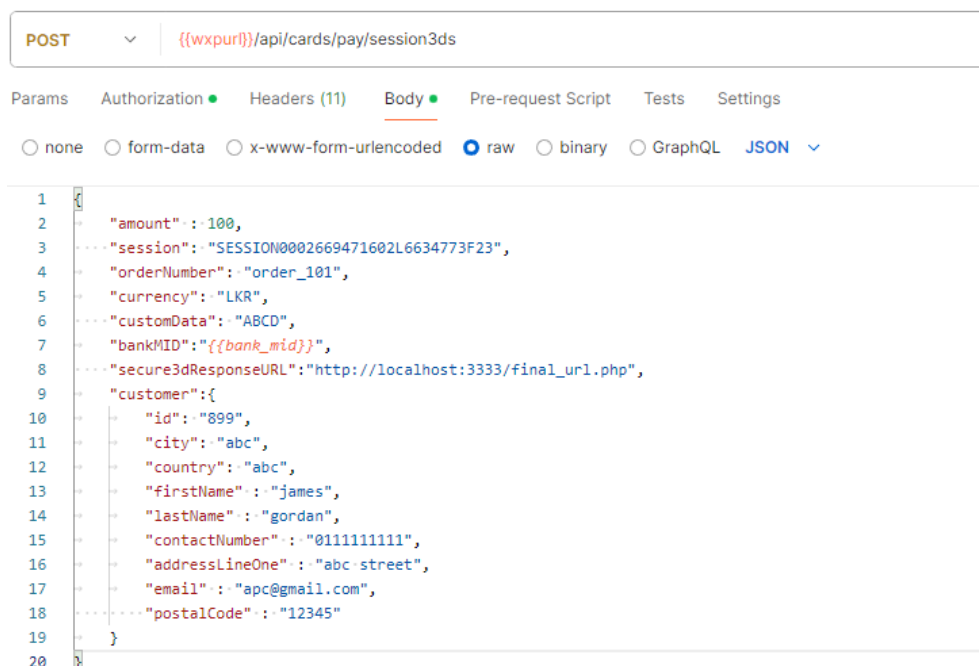 POST {{wxpurl}}/api/cards/pay/session3ds
Params Authorization Headers (11) Body Pre-request Script Tests Settings
none form-data x-www-form-urlencoded raw binary GraphQL JSON
1 {
2 "amount" : 100,
3 "session": "SESSION0002669471602L6634773F23",
4 "orderNumber": "order_101",
5 "currency": "LKR",
6 "customData": "ABCD",
7 "bankMID":"{{bank_mid}}",
8 "secure3dResponseURL":"http://localhost:3333/final_url.php",
9 "customer":{
10 "id": "899",
11 "city": "abc",
12 "country": "abc",
13 "firstName" : "james",
14 "lastName" : "gordan",
15 "contactNumber" : "0111111111",
16 "addressLineOne" : "abc street",
17 "email" : "apc@gmail.com",
18 "postalCode" : "12345"
19 }
20 }